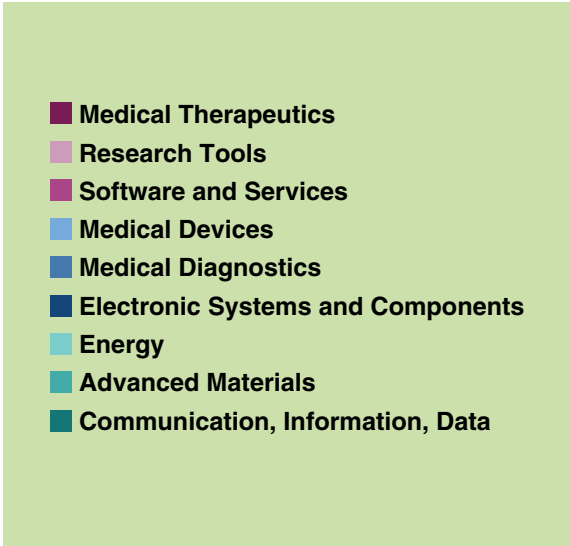 Medical Therapeutics
Research Tools
Software and Services
Medical Devices
Medical Diagnostics
Electronic Systems and Components
Energy
Advanced Materials
Communication, Information, Data